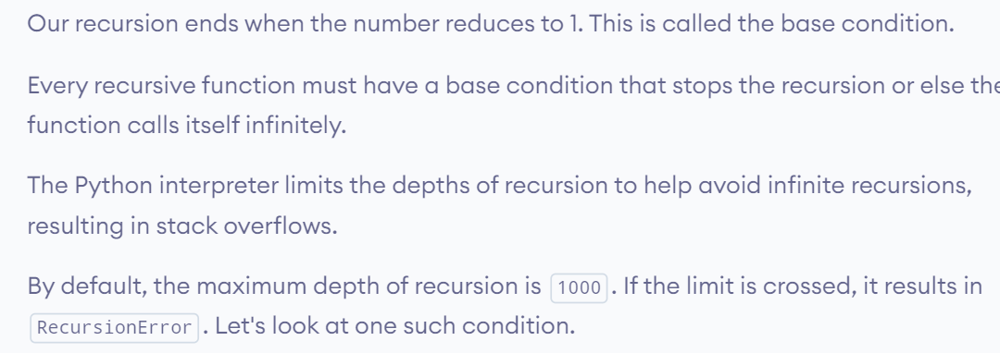 Our recursion ends when the number reduces to 1. This is called the base condition.
Every recursive function must have a base condition that stops the recursion or else the
function calls itself infinitely.
The Python interpreter limits the depths of recursion to help avoid infinite recursions,
resulting in stack overflows.
By default, the maximum depth of recursion is 1000. If the limit is crossed, it results in
RecursionError. Let's look at one such condition.